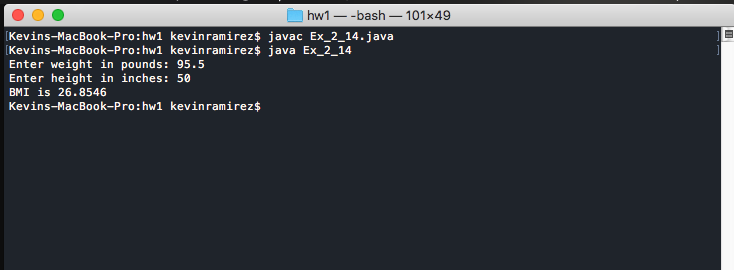 hw1 — -bash — 101×49
[Kevins-MacBook-Pro:hw1 kevinramirez$ javac Ex_2_14.java ]
[Kevins-MacBook-Pro:hw1 kevinramirez$ java Ex_2_14 ]
Enter weight in pounds: 95.5
Enter height in inches: 50
BMI is 26.8546
Kevins-MacBook-Pro:hw1 kevinramirez$